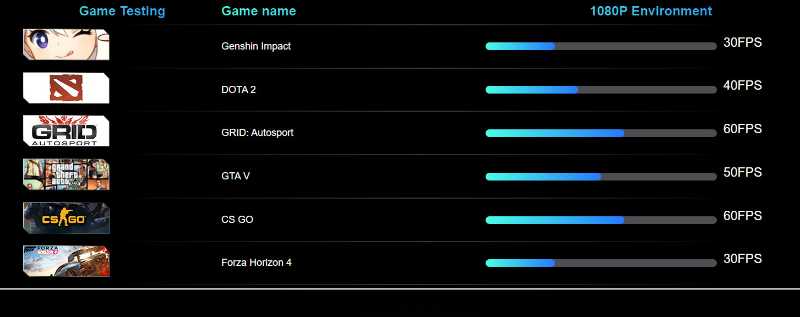 Game Testing Game name 1080P Environment
Genshin Impact 30FPS
DOTA 2 40FPS
GRID AUTOSPORT GRID: Autosport 60FPS
grand theft auto GTA V 50FPS
CS GO CS GO 60FPS
FORZA HORIZON 4 Forza Horizon 4 30FPS